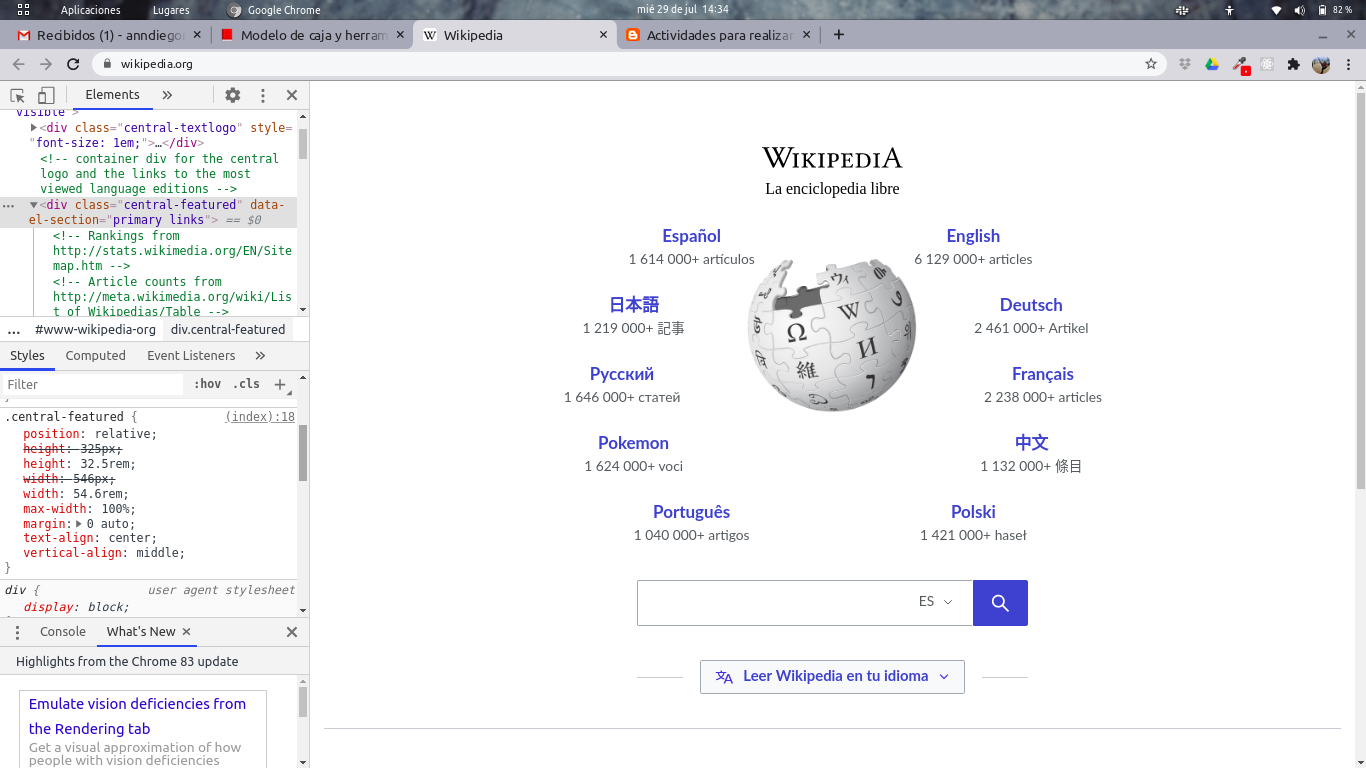 Aplicaciones Lugares Google Chrome mié 29 de jul 14:34 82 %
Recibidos (1) - anndiego Modelo de caja y herram Wikipedia Actividades para realizar
wikipedia.org
Elements
visible">
<div class="central-textlogo" style=
"font-size: 1em;">…</div>
<!-- container div for the central
logo and the links to the most
viewed language editions -->
<div class="central-featured" data-
el-section="primary links"> == $0
<!-- Rankings from
http://stats.wikimedia.org/EN/Site
map.htm -->
<!-- Article counts from
http://meta.wikimedia.org/wiki/Lis
t of Wikipedias/Table -->
... #www-wikipedia-org div.central-featured
Styles Computed Event Listeners
Filter :hov .cls
}
.central-featured { (index):18
position: relative;
height: 325px;
height: 32.5rem;
width: 546px;
width: 54.6rem;
max-width: 100%;
margin: 0 auto;
text-align: center;
vertical-align: middle;
}
div { user agent stylesheet
display: block;
Console What's New
Highlights from the Chrome 83 update
Emulate vision deficiencies from
the Rendering tab
Get a visual approximation of how
people with vision deficiencies
WIKIPEDIA
La enciclopedia libre
Español
1 614 000+ artículos
English
6 129 000+ articles
日本語
1 219 000+ 記事
Deutsch
2 461 000+ Artikel
Русский
1 646 000+ статей
Français
2 238 000+ articles
Pokemon
1 624 000+ voci
中文
1 132 000+ 條目
Português
1 040 000+ artigos
Polski
1 421 000+ haseł
Ω W И 維
ES
Leer Wikipedia en tu idioma